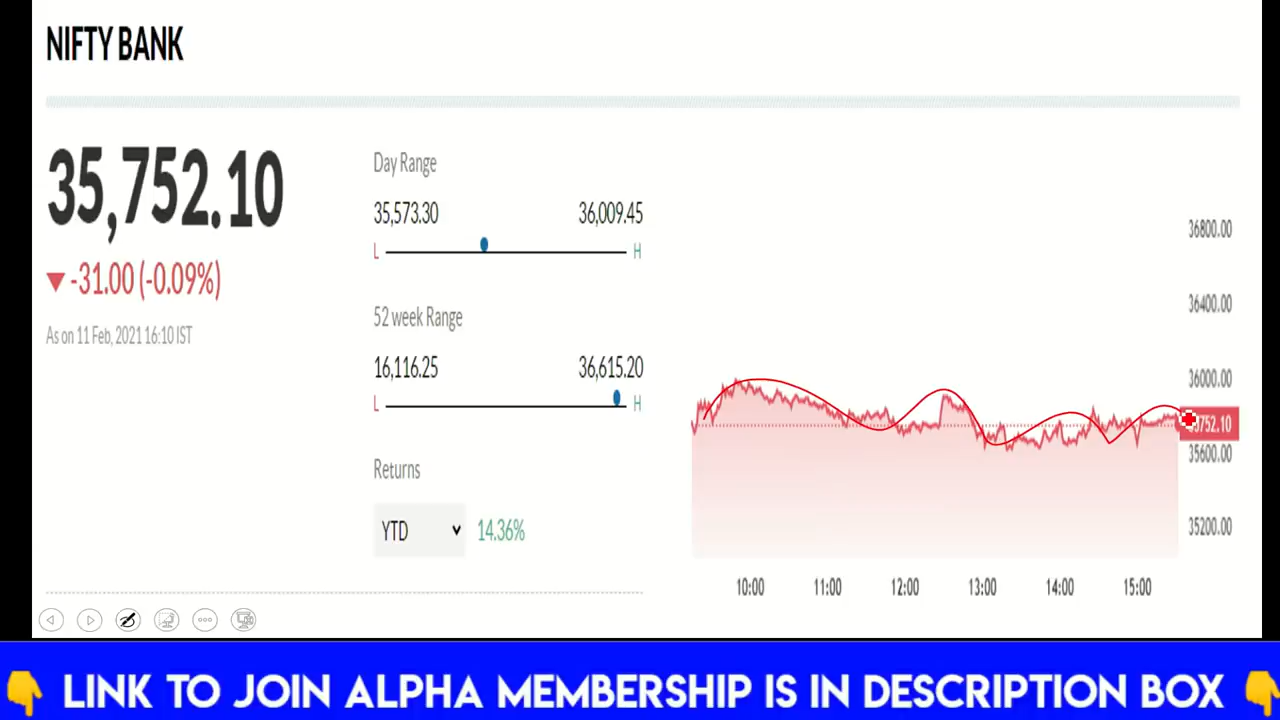 NIFTY BANK
35,752.10
▼ -31.00 (-0.09%)
As on 11 Feb, 2021 16:10 IST
Day Range
35,573.30 36,009.45
L H
52 week Range
16,116.25 36,615.20
L H
Returns
YTD 14.36%
36800.00
36400.00
36000.00
752.10
35600.00
35200.00
10:00 11:00 12:00 13:00 14:00 15:00
👇 LINK TO JOIN ALPHA MEMBERSHIP IS IN DESCRIPTION BOX 👇